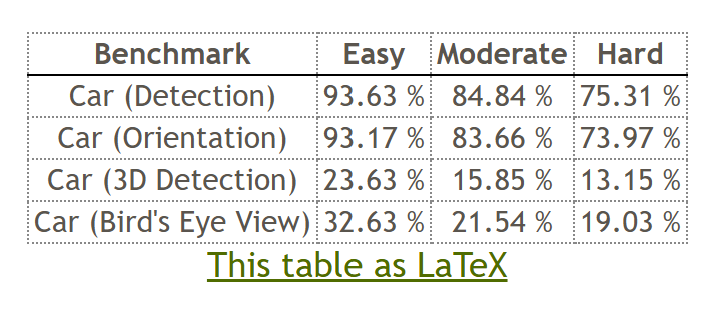 Benchmark Easy Moderate Hard
Car (Detection) 93.63 % 84.84 % 75.31 %
Car (Orientation) 93.17 % 83.66 % 73.97 %
Car (3D Detection) 23.63 % 15.85 % 13.15 %
Car (Bird's Eye View) 32.63 % 21.54 % 19.03 %
This table as LaTeX